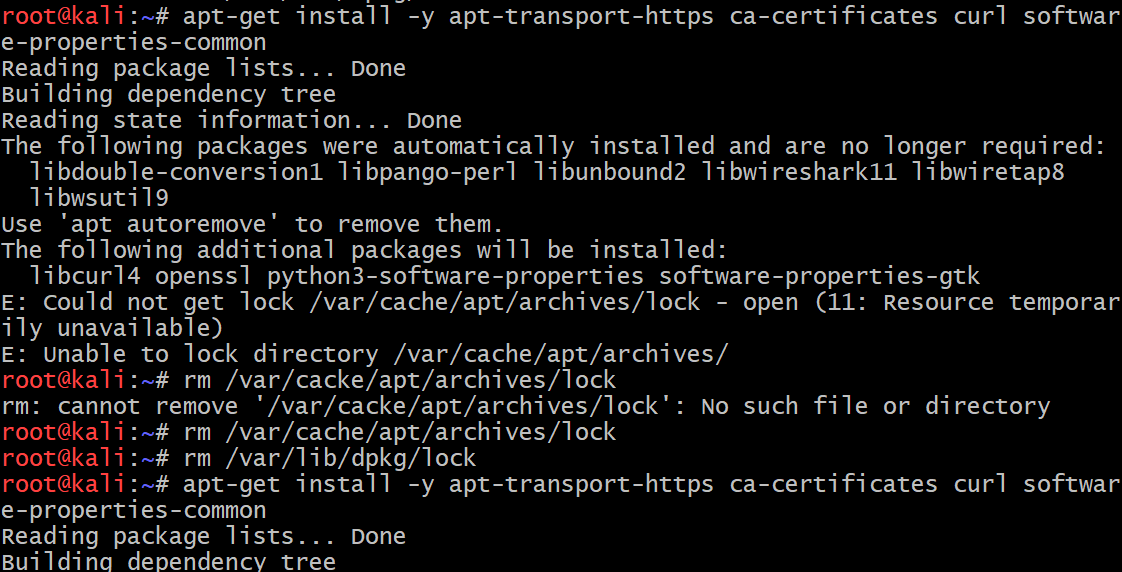 root@kali:~# apt-get install -y apt-transport-https ca-certificates curl softwar
e-properties-common
Reading package lists... Done
Building dependency tree
Reading state information... Done
The following packages were automatically installed and are no longer required:
  libdouble-conversion1 libpango-perl libunbound2 libwireshark11 libwiretap8
  libwsutil9
Use 'apt autoremove' to remove them.
The following additional packages will be installed:
  libcurl4 openssl python3-software-properties software-properties-gtk
E: Could not get lock /var/cache/apt/archives/lock - open (11: Resource temporar
ily unavailable)
E: Unable to lock directory /var/cache/apt/archives/
root@kali:~# rm /var/cacke/apt/archives/lock
rm: cannot remove '/var/cacke/apt/archives/lock': No such file or directory
root@kali:~# rm /var/cache/apt/archives/lock
root@kali:~# rm /var/lib/dpkg/lock
root@kali:~# apt-get install -y apt-transport-https ca-certificates curl softwar
e-properties-common
Reading package lists... Done
Building dependency tree